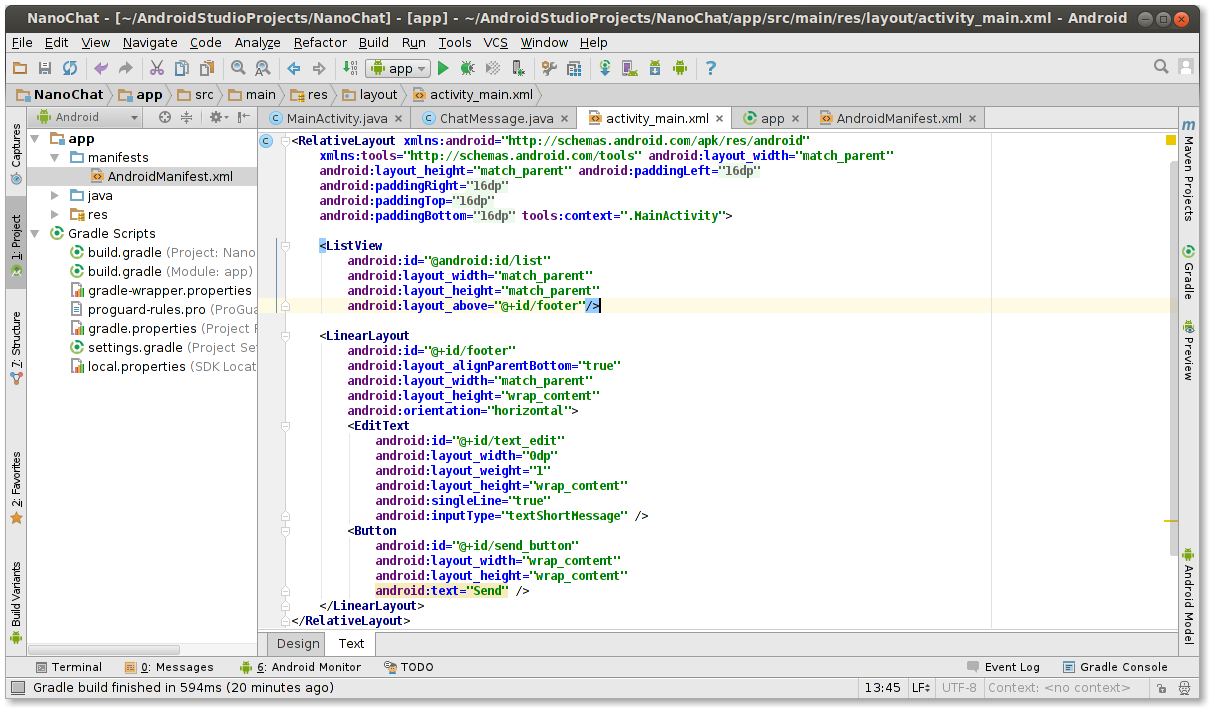 NanoChat - [~/AndroidStudioProjects/NanoChat] - [app] - ~/AndroidStudioProjects/NanoChat/app/src/main/res/layout/activity_main.xml - Android
File Edit View Navigate Code Analyze Refactor Build Run Tools VCS Window Help
app
NanoChat app src main res layout activity_main.xml
Android
MainActivity.java ChatMessage.java activity_main.xml app AndroidManifest.xml
Captures
1: Project
7: Structure
2: Favorites
Build Variants
app
manifests
AndroidManifest.xml
java
res
Gradle Scripts
build.gradle (Project: Nano
build.gradle (Module: app)
gradle-wrapper.properties
proguard-rules.pro (ProGua
gradle.properties (Project P
settings.gradle (Project Set
local.properties (SDK Locat
<RelativeLayout xmlns:android="http://schemas.android.com/apk/res/android"
xmlns:tools="http://schemas.android.com/tools" android:layout_width="match_parent"
android:layout_height="match_parent" android:paddingLeft="16dp"
android:paddingRight="16dp"
android:paddingTop="16dp"
android:paddingBottom="16dp" tools:context=".MainActivity">
<ListView
android:id="@android:id/list"
android:layout_width="match_parent"
android:layout_height="match_parent"
android:layout_above="@+id/footer"/>
<LinearLayout
android:id="@+id/footer"
android:layout_alignParentBottom="true"
android:layout_width="match_parent"
android:layout_height="wrap_content"
android:orientation="horizontal">
<EditText
android:id="@+id/text_edit"
android:layout_width="0dp"
android:layout_weight="1"
android:layout_height="wrap_content"
android:singleLine="true"
android:inputType="textShortMessage" />
<Button
android:id="@+id/send_button"
android:layout_width="wrap_content"
android:layout_height="wrap_content"
android:text="Send" />
</LinearLayout>
</RelativeLayout>
m Maven Projects
Gradle
Preview
Android Model
Design Text
Terminal 0: Messages 6: Android Monitor TODO Event Log Gradle Console
Gradle build finished in 594ms (20 minutes ago) 13:45 LF UTF-8 Context: <no context>